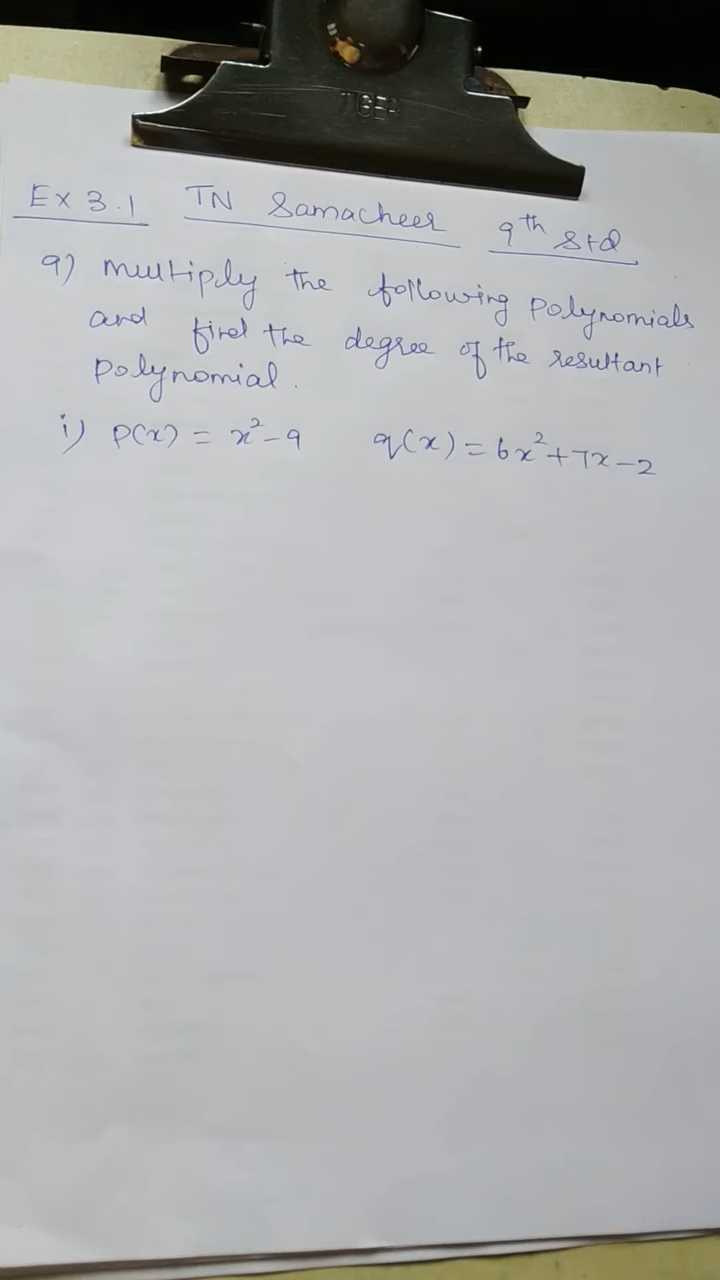 TIGER
Ex 3.1 TN Samacheer 9th Std
9) Multiply the following polynomials
and find the degree of the resultant
polynomial.
i) P(x) = x² - 9 q(x) = 6x² + 7x - 2